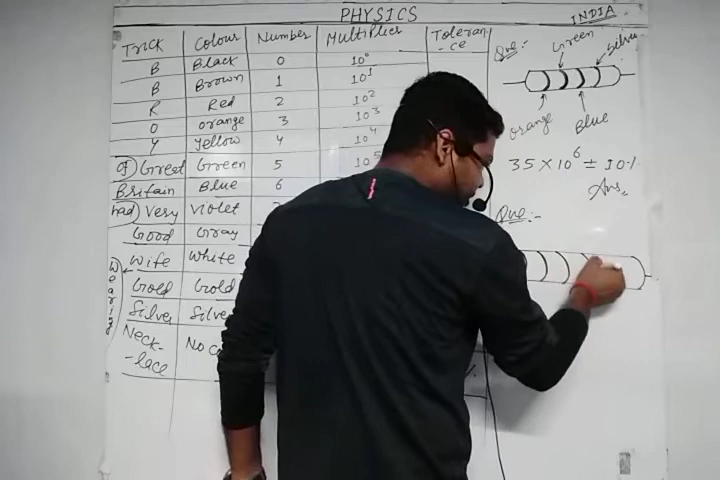 PHYSICS
INDIA
Trick Colour Number Multiplier Toleran
-ce
B Black 0 10⁰
B Brown 1 10¹
R Red 2 10²
O orange 3 10³
Y Yellow 4 10⁴
of Great Green 5 10⁵
Britain Blue 6
had Very violet
Good Gray
Wife White
Wearing
Gold Gold
Silver Silve
Neck No co
-lace
%
Que:-
Green
Silver
orange
Blue
35 × 10⁶ ± 10%
Ans.
Que:-